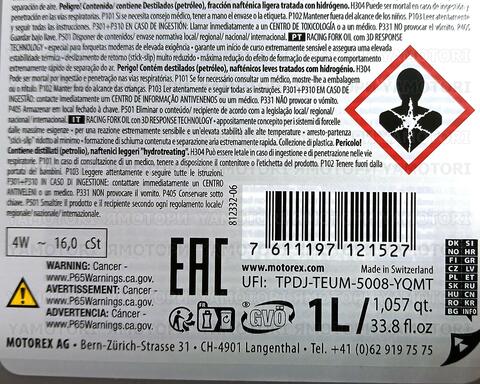 separación de aire. Peligro! Contenido/ contiene Destilados (petróleo), fracción nafténica ligera tratada con hidrógeno. H304 Puede ser mortal en caso de ingestión y
penetración en las vías respiratorias. P101 Si se necesita consejo médico, tener a mano el envase o la etiqueta. P102 Mantener fuera del alcance de los niños. P103 Leer atentamente
y seguir todas las instrucciones. P301+P310 EN CASO DE INGESTIÓN: Llamar inmediatamente a un CENTRO DE TOXICOLOGÍA o a un médico. P331 NO provocar el vómito. P405
Guardar bajo llave. P501 Disponer de contenidos/ envase normativa local/ regional/ nacional/ internacional. PT RACING FORK OIL com 3D RESPONSE
TECHNOLOGY • especial para forquetas modernas de elevada exigência • garante um início de curso extremamente sensível e assegura uma elevada
estabilidade térmica • deslizamento de destorno (stick-slip) muito reduzido • máxima redução do efeito de formação de espuma e comportamento
extremamente rápido de separação de ar. Perigo! Contém destilados (petróleo), nafténicos leves tratados com hidrogénio. H304
Pode ser mortal por ingestão e penetração nas vias respiratórias. P101 Se for necessário consultar um médico, mostre-lhe a embalagem
ou o rótulo. P102 Manter fora do alcance das crianças. P103 Ler atentamente e seguir todas as instruções. P301+P310 EM CASO DE
INGESTÃO: contacte imediatamente um CENTRO DE INFORMAÇÃO ANTIVENENOS ou um médico. P331 NÃO provocar o vómito.
P405 Armazenar em local fechado à chave. P501 Eliminar o conteúdo/ recipiente de acordo com a legislação local/ regional/
nacional/ internacional. IT RACING FORK OIL con 3D RESPONSE TECHNOLOGY • appositamente concepito per i sistemi di forcelle
dalle massime esigenze • per una reazione estremamente sensibile e un'elevata stabilità alle alte temperature • arresto-partenza
"stick-slip" ridotto al minimo • formazione di schiuma contenuta e separazione aria estremamente rapida. Collezione di plastica. Pericolo!
Contiene distillati (petrolio), naftenici leggeri "hydrotreating". H304 Può essere letale in caso di ingestione e di penetrazione nelle vie
respiratorie. P101 In caso di consultazione di un medico, tenere a disposizione il contenitore o l'etichetta del prodotto. P102 Tenere fuori dalla
portata dei bambini. P103 Leggere attentamente e seguire tutte le istruzioni.
P301+P310 IN CASO DI INGESTIONE: contattare immediatamente un CENTRO
ANTIVELENI o un medico. P331 NON provocare il vomito. P405 Conservare sotto
chiave. P501 Smaltire il prodotto e il recipiente secondo ogni regolamento locale/
regionale/ nazionale/ internazionale.
812332-06
4W ~ 16,0 cSt
7 611197 121527
www.motorex.com Made in Switzerland
UFI: TPDJ-TEUM-5008-YQMT
WARNING: Cancer -
www.P65Warnings.ca.gov.
AVERTISSEMENT: Cancer -
www.P65Warnings.ca.gov.
ADVERTENCIA: Cáncer -
www.P65Warnings.ca.gov.
EAC
GVÖ
1L / 1,057 qt.
33.8 fl.oz
DK SI
NO HR
FI GR
CZ LV
PL LT
SK RU
HU CN
RO KR
BG INFO
MOTOREX AG • Bern-Zürich-Strasse 31 • CH-4901 Langenthal • Tel. +41 (0)62 919 75 75
YAMOTORI